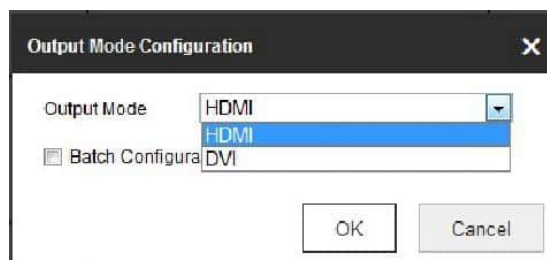 Output Mode Configuration X
Output Mode HDMI
HDMI
Batch Configura DVI
OK Cancel